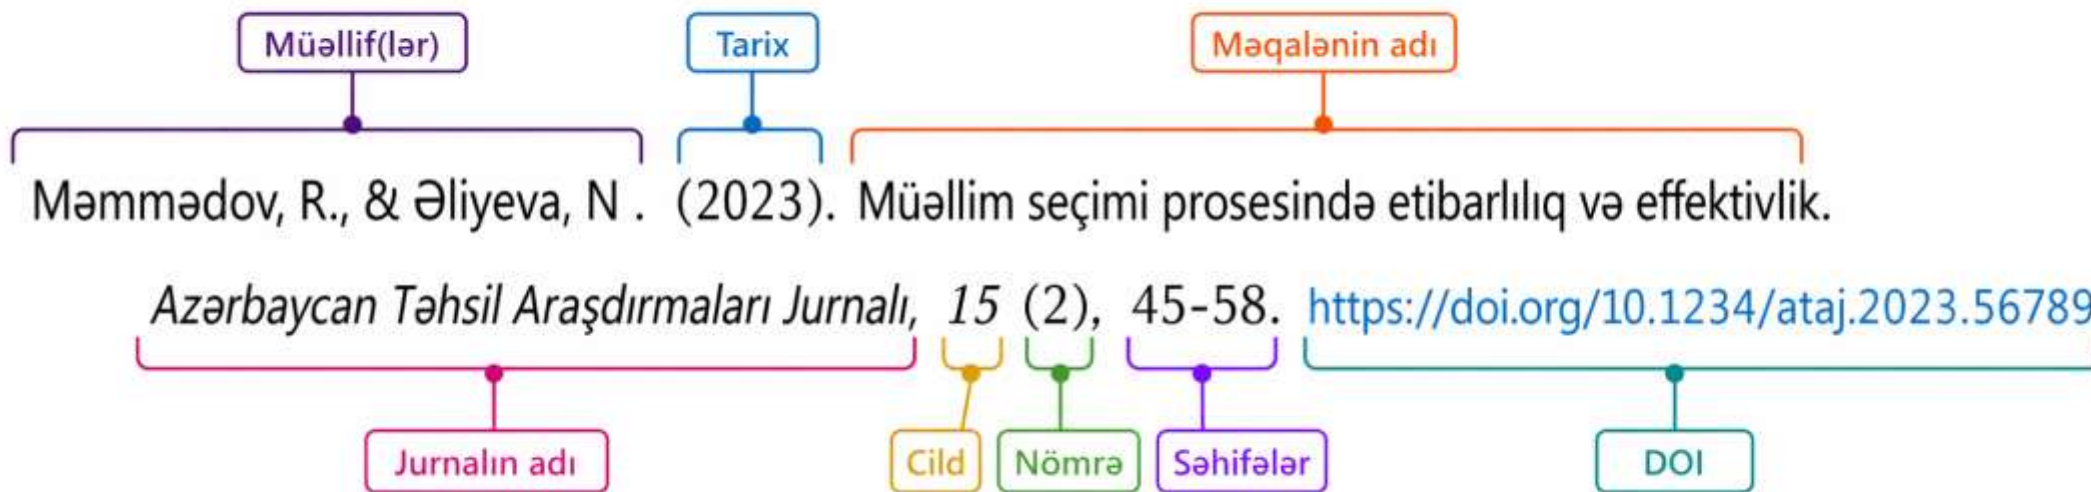 Müəllif(lər) Tarix Məqalənin adı
Məmmədov, R., & Əliyeva, N . (2023). Müəllim seçimi prosesində etibarlılıq və effektivlik.
Azərbaycan Təhsil Araşdırmaları Jurnalı, 15 (2), 45-58. https://doi.org/10.1234/ataj.2023.56789
Jurnalın adı Cild Nömrə Səhifələr DOI